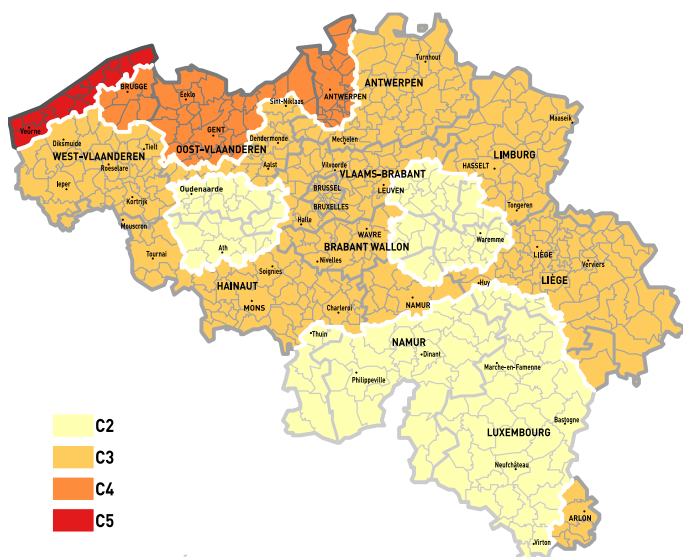 Turnhout
BRUGGE
Eeklo
Sint-Niklaas
ANTWERPEN
ANTWERPEN
Maaseik
Veurne
GENT
Diksmuide
Tielt
OOST-VLAANDEREN
Dendermonde
Mechelen
WEST-VLAANDEREN
Roeselare
Aalst
Vilvoorde
HASSELT
LIMBURG
VLAAMS-BRABANT
Ieper
Oudenaarde
BRUSSEL
LEUVEN
Kortrijk
BRUXELLES
Tongeren
Mouscron
Halle
WAVRE
Waremme
Ath
BRABANT WALLON
LIÈGE
Tournai
Nivelles
Verviers
Soignies
LIÈGE
HAINAUT
Huy
MONS
Charleroi
NAMUR
Thuin
NAMUR
Dinant
Marche-en-Famenne
Philippeville
C2
Bastogne
LUXEMBOURG
C3
Neufchâteau
C4
C5
ARLON
Virton